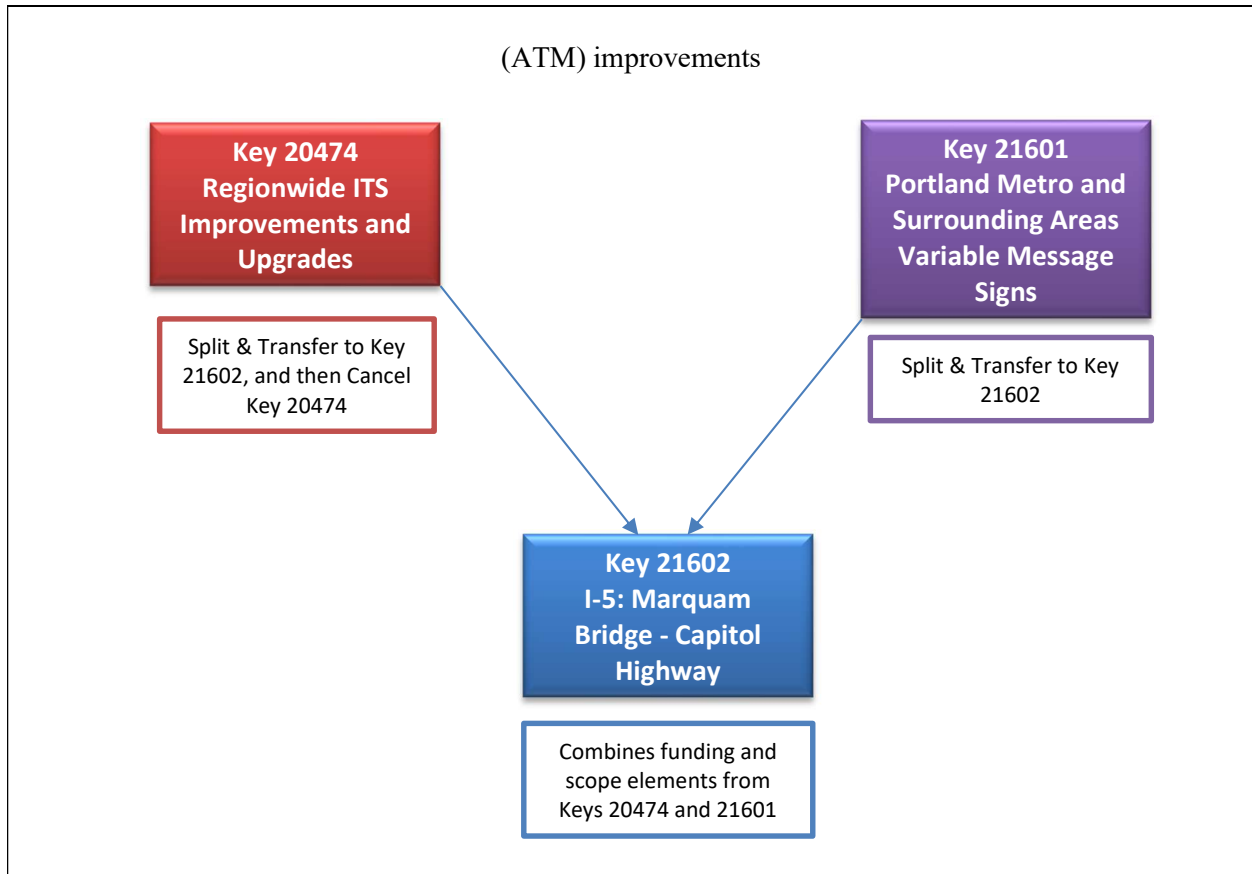 (ATM) improvements
Key 20474
Regionwide ITS
Improvements and
Upgrades
Split & Transfer to Key
21602, and then Cancel
Key 20474
Key 21601
Portland Metro and
Surrounding Areas
Variable Message
Signs
Split & Transfer to Key
21602
Key 21602
I-5: Marquam
Bridge - Capitol
Highway
Combines funding and
scope elements from
Keys 20474 and 21601